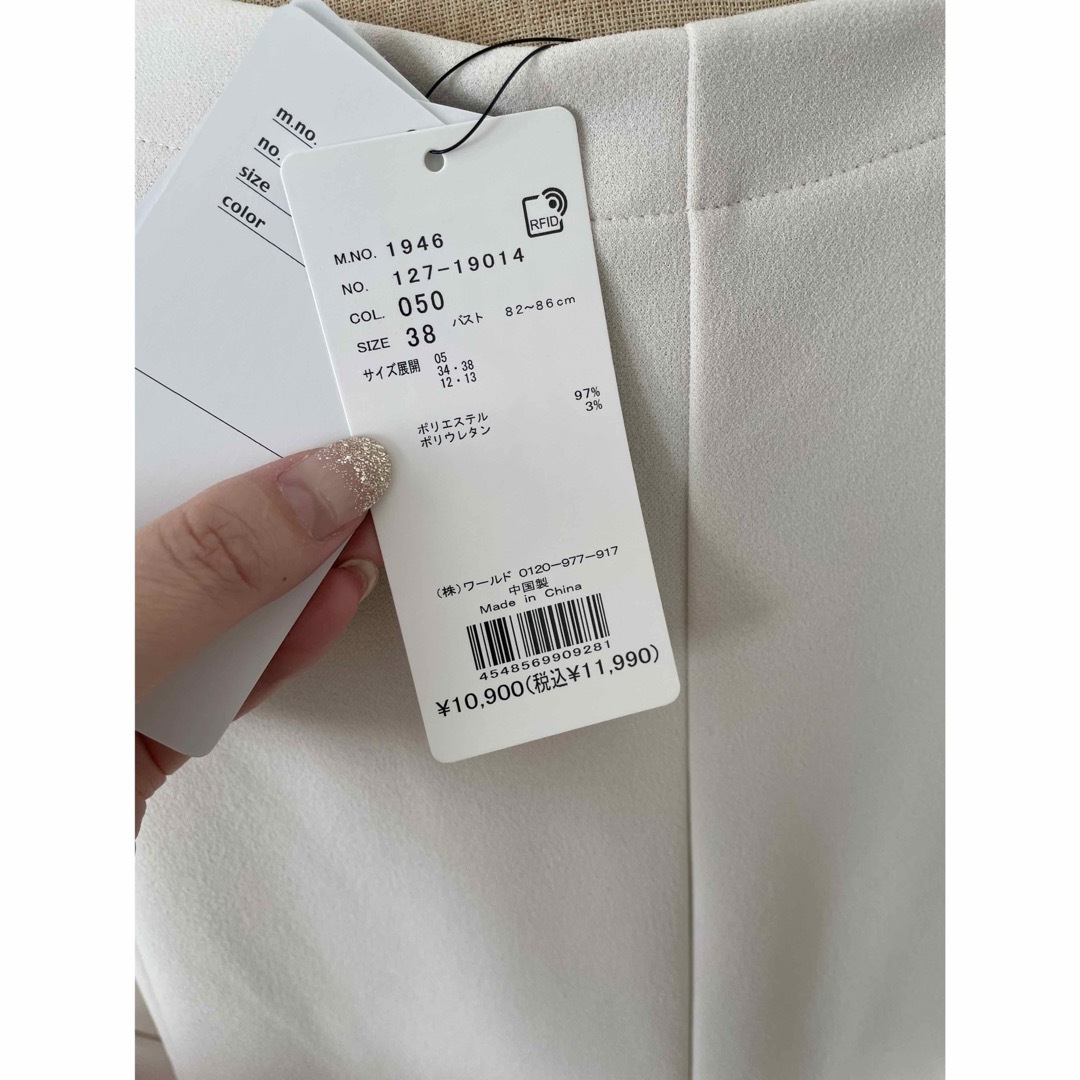 m.no.
no.
size
color
RFID
M.NO. 1946
NO. 127-19014
COL. 050
SIZE 38 バスト 82〜86cm
サイズ展開 05
34・38
12・13
ポリエステル 97%
ポリウレタン 3%
(株)ワールド 0120-977-917
中国製
Made in China
4548569909281
¥10,900(税込¥11,990)